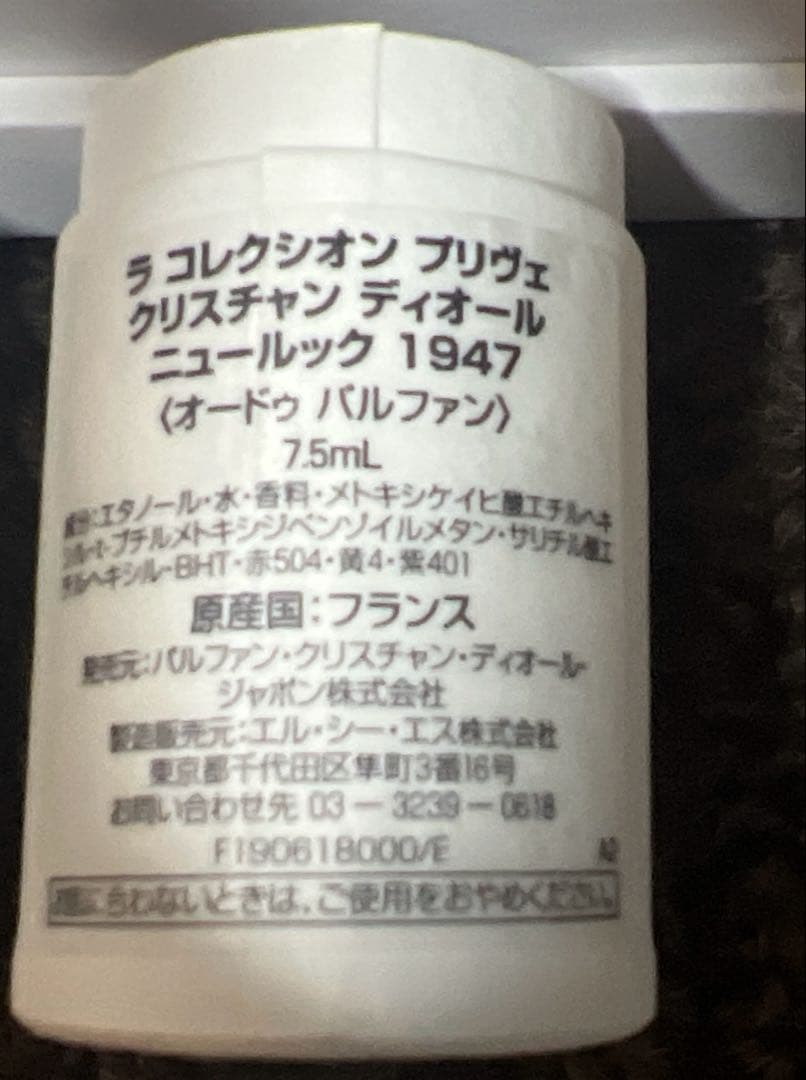 ラ コレクシオン プリヴェ
クリスチャン ディオール
ニュールック 1947
〈オードゥ パルファン〉
7.5mL
成分:エタノール・水・香料・メトキシケイヒ酸エチルヘキ
シル・t-ブチルメトキシジベンゾイルメタン・サリチル酸エ
チルヘキシル・BHT・赤504・黄4・紫401
原産国:フランス
発売元:パルファン・クリスチャン・ディオール・
ジャポン株式会社
製造販売元:エル・シー・エス株式会社
東京都千代田区隼町3番16号
お問い合わせ先 03-3239-0618
F190618000/E
A2
に合わないときは、ご使用をおやめください。